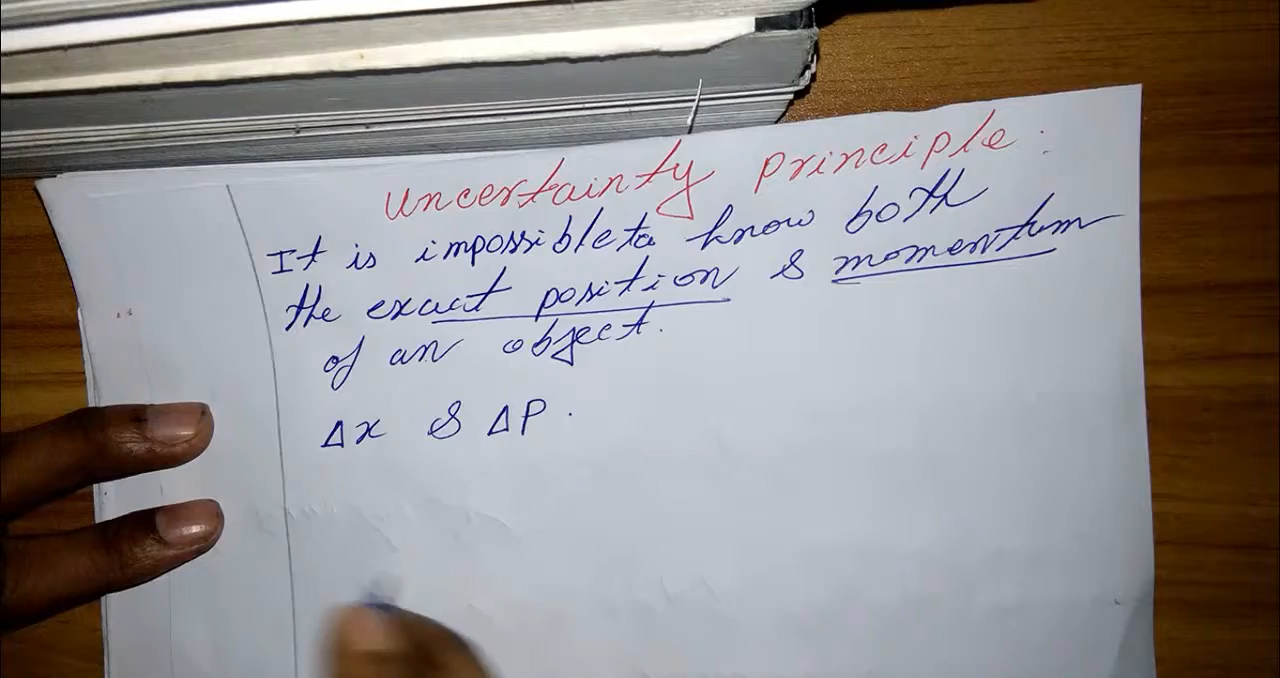 Uncertainty principle.
It is impossible to know both
the exact position & momentum
of an object.
Δx & ΔP.